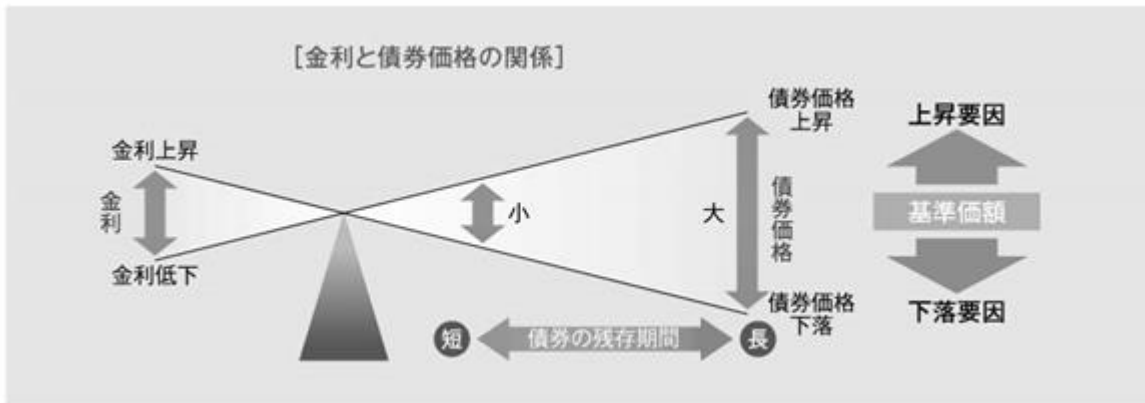 [金利と債券価格の関係]
債券価格
上昇
上昇要因
金利上昇
金利
小
大
債券価格
基準価額
金利低下
債券価格
下落
下落要因
短
債券の残存期間
長